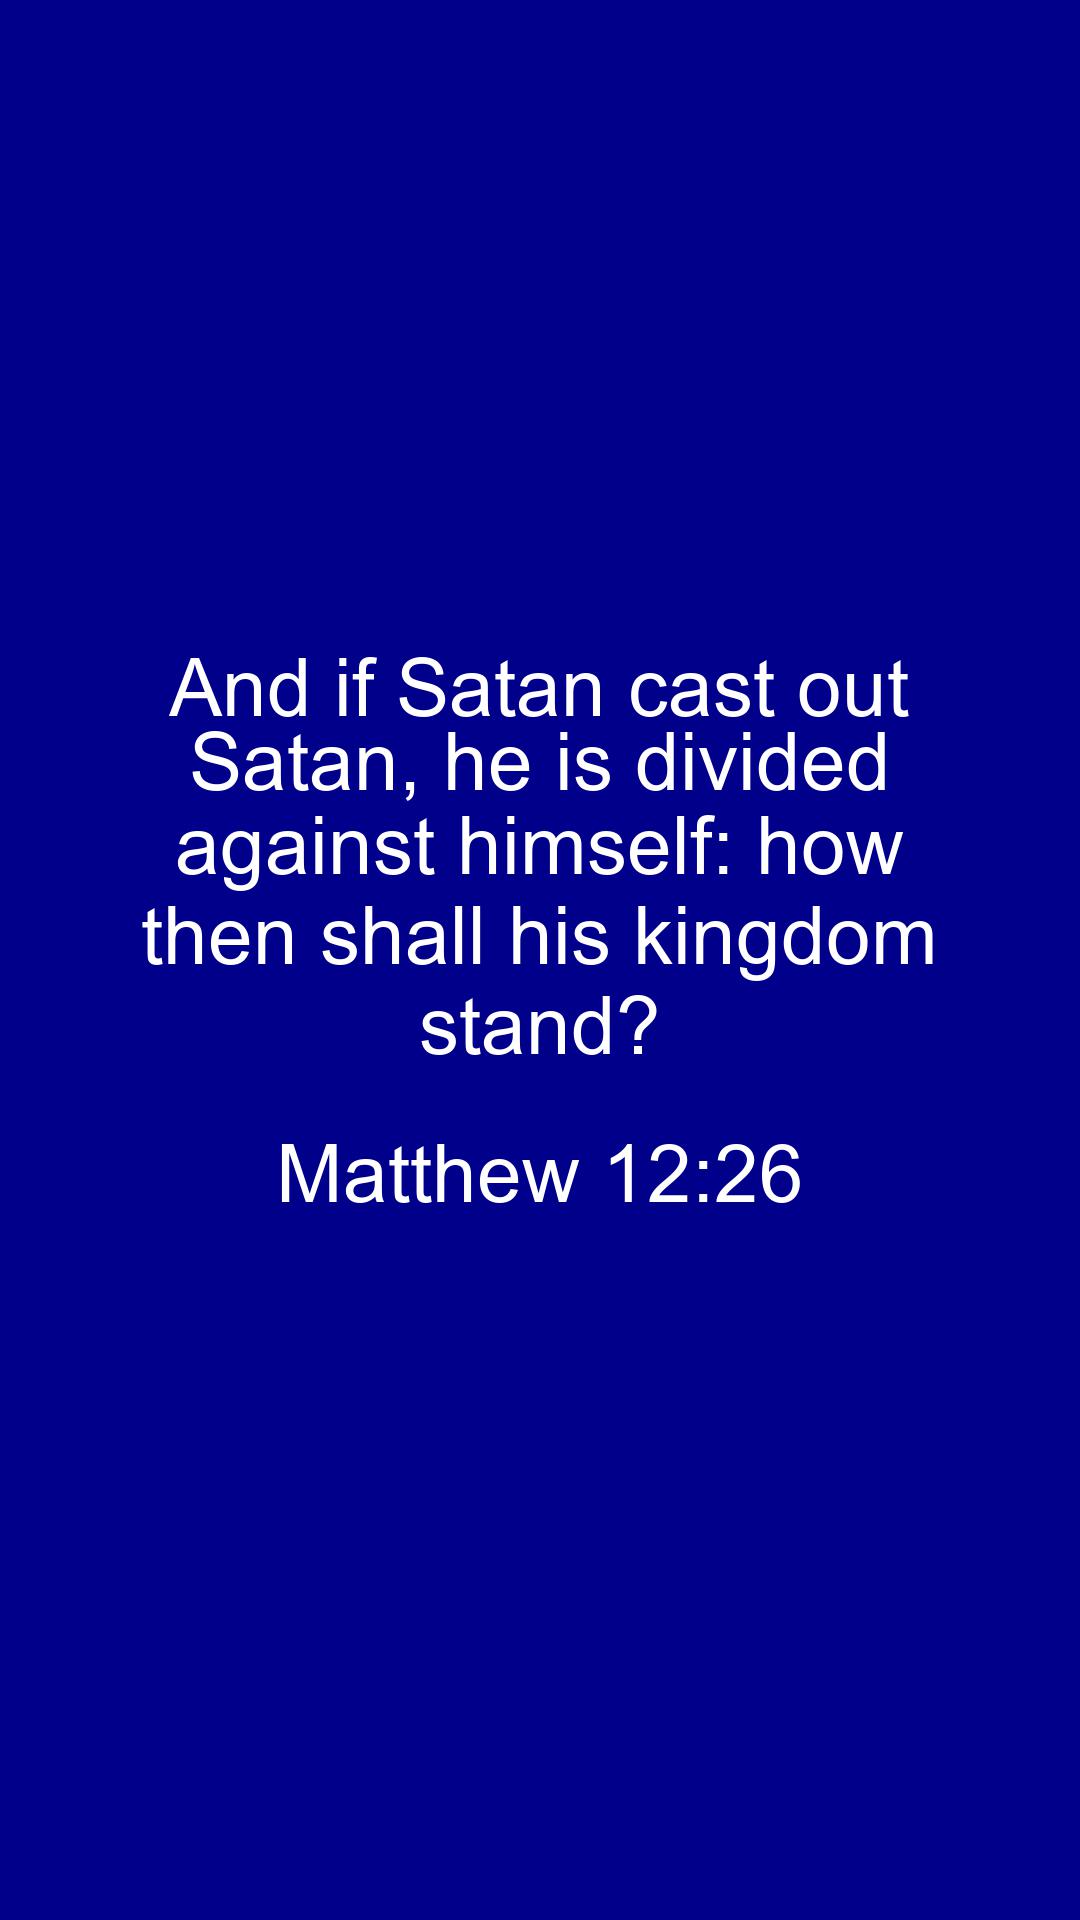 And if Satan cast out
Satan, he is divided
against himself: how
then shall his kingdom
stand?
Matthew 12:26